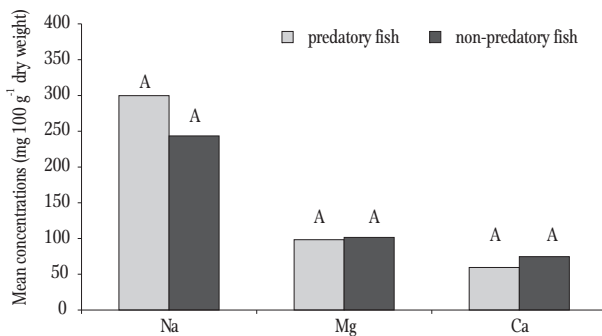 Mean concentrations (mg 100 g⁻¹ dry weight)
400
350
300
250
200
150
100
50
0
predatory fish
non-predatory fish
A
A
A
A
A
A
Na
Mg
Ca